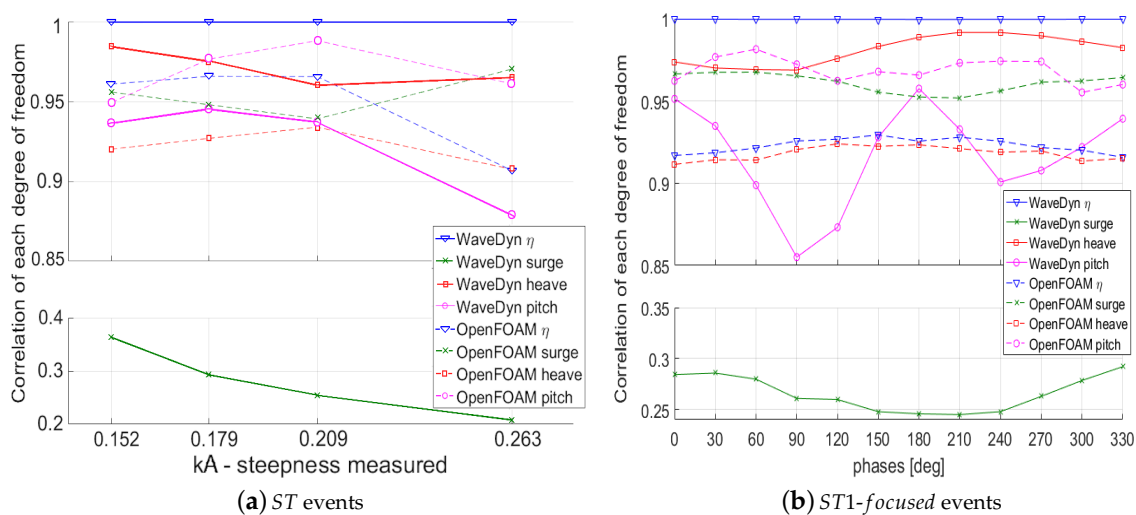 Correlation of each degree of freedom
1
0.95
0.9
0.85
0.4
0.3
0.2
0.152
0.179
0.209
0.263
kA - steepness measured
WaveDyn η
WaveDyn surge
WaveDyn heave
WaveDyn pitch
OpenFOAM η
OpenFOAM surge
OpenFOAM heave
OpenFOAM pitch
(a) ST events
Correlation of each degree of freedom
1
0.95
0.9
0.85
0.35
0.3
0.25
0
30
60
90
120
150
180
210
240
270
300
330
phases [deg]
WaveDyn η
WaveDyn surge
WaveDyn heave
WaveDyn pitch
OpenFOAM η
OpenFOAM surge
OpenFOAM heave
OpenFOAM pitch
(b) ST1-focused events